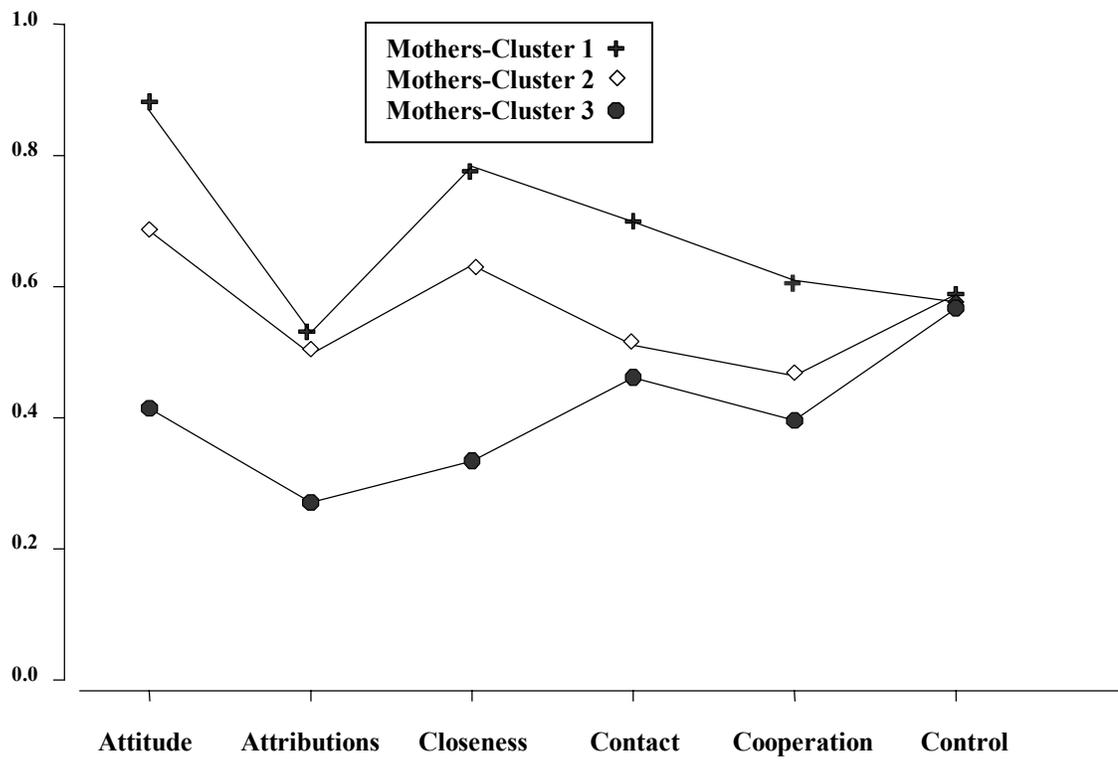 1.0
Mothers-Cluster 1
Mothers-Cluster 2
Mothers-Cluster 3
0.8
0.6
0.4
0.2
0.0
Attitude Attributions Closeness Contact Cooperation Control